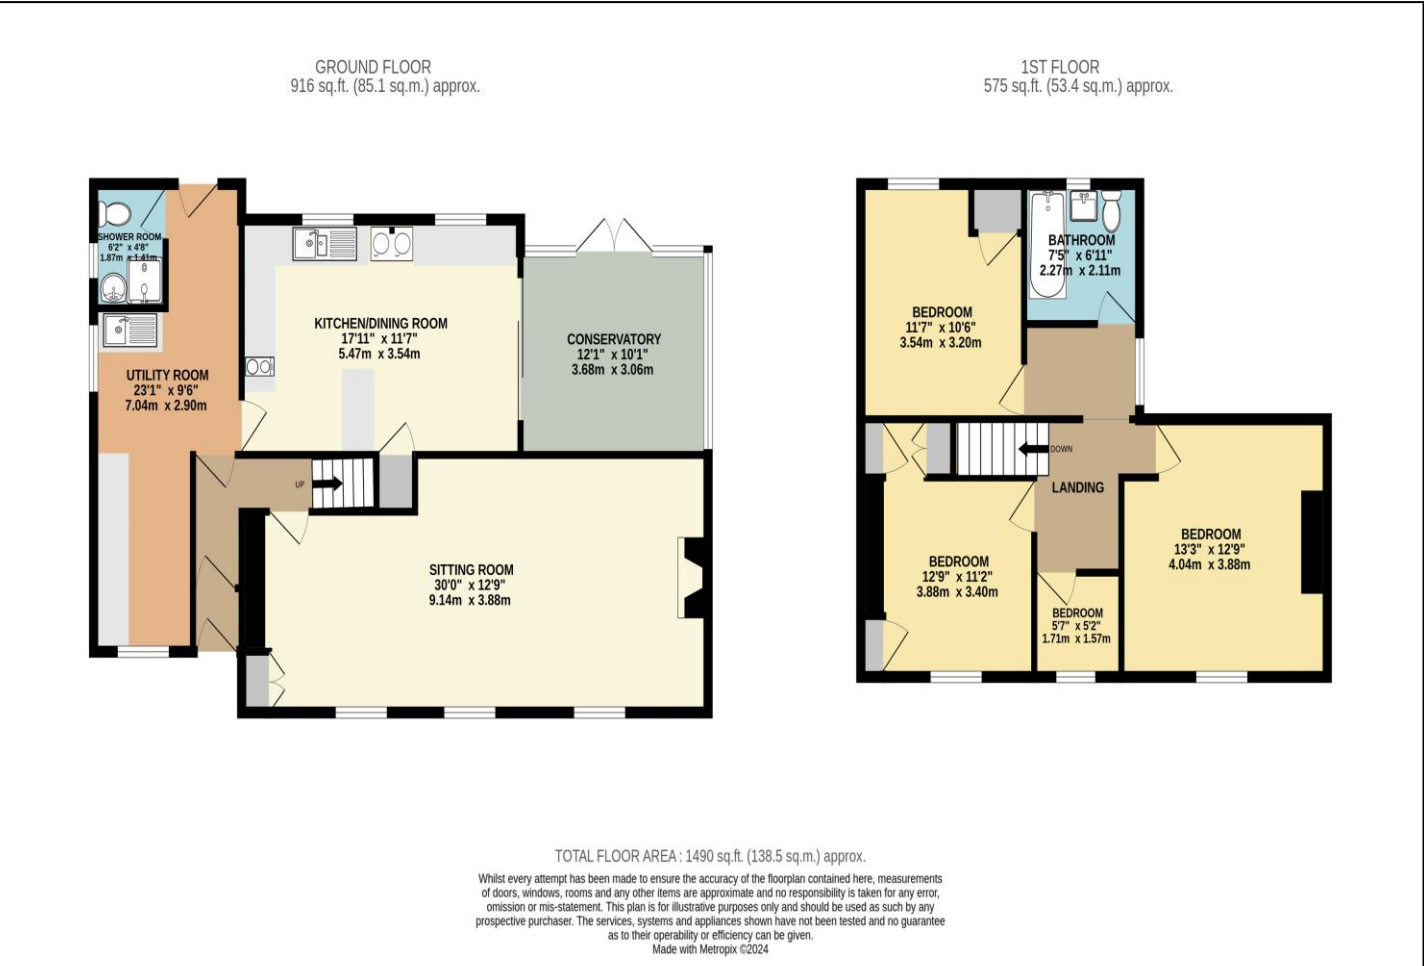 GROUND FLOOR
916 sq.ft. (85.1 sq.m.) approx.
1ST FLOOR
575 sq.ft. (53.4 sq.m.) approx.
SHOWER ROOM
6'2" x 4'8"
1.87m x 1.41m
UTILITY ROOM
23'1" x 9'6"
7.04m x 2.90m
KITCHEN/DINING ROOM
17'11" x 11'7"
5.47m x 3.54m
CONSERVATORY
12'1" x 10'1"
3.68m x 3.06m
UP
SITTING ROOM
30'0" x 12'9"
9.14m x 3.88m
BEDROOM
11'7" x 10'6"
3.54m x 3.20m
BATHROOM
7'5" x 6'11"
2.27m x 2.11m
DOWN
LANDING
BEDROOM
12'9" x 11'2"
3.88m x 3.40m
BEDROOM
5'7" x 5'2"
1.71m x 1.57m
BEDROOM
13'3" x 12'9"
4.04m x 3.88m
TOTAL FLOOR AREA : 1490 sq.ft. (138.5 sq.m.) approx.
Whilst every attempt has been made to ensure the accuracy of the floorplan contained here, measurements
of doors, windows, rooms and any other items are approximate and no responsibility is taken for any error,
omission or mis-statement. This plan is for illustrative purposes only and should be used as such by any
prospective purchaser. The services, systems and appliances shown have not been tested and no guarantee
as to their operability or efficiency can be given.
Made with Metropix ©2024